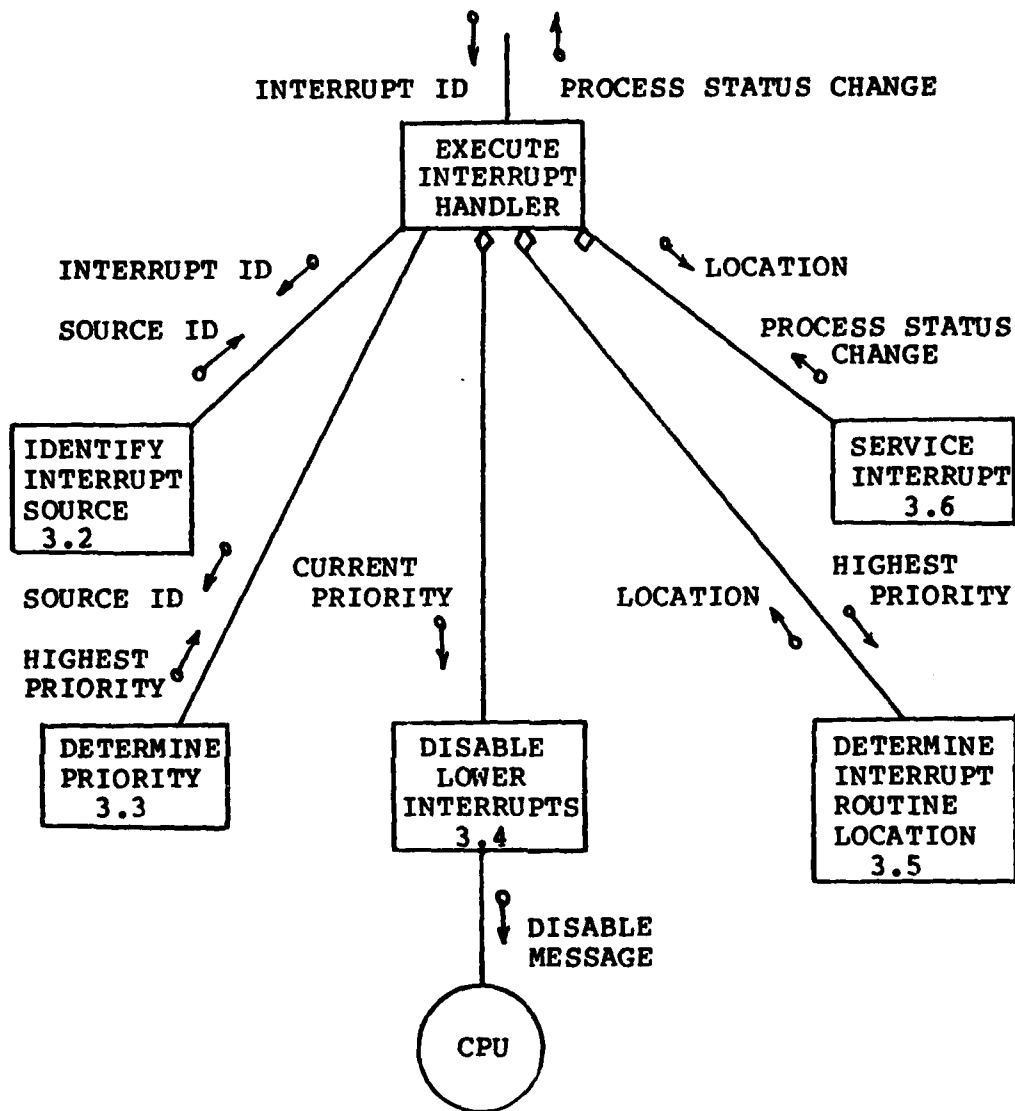 INTERRUPT ID
PROCESS STATUS CHANGE
EXECUTE
INTERRUPT
HANDLER
INTERRUPT ID
LOCATION
SOURCE ID
PROCESS STATUS
CHANGE
IDENTIFY
INTERRUPT
SOURCE
3.2
SERVICE
INTERRUPT
3.6
SOURCE ID
CURRENT
PRIORITY
LOCATION
HIGHEST
PRIORITY
HIGHEST
PRIORITY
DETERMINE
PRIORITY
3.3
DISABLE
LOWER
INTERRUPTS
3.4
DETERMINE
INTERRUPT
ROUTINE
LOCATION
3.5
DISABLE
MESSAGE
CPU